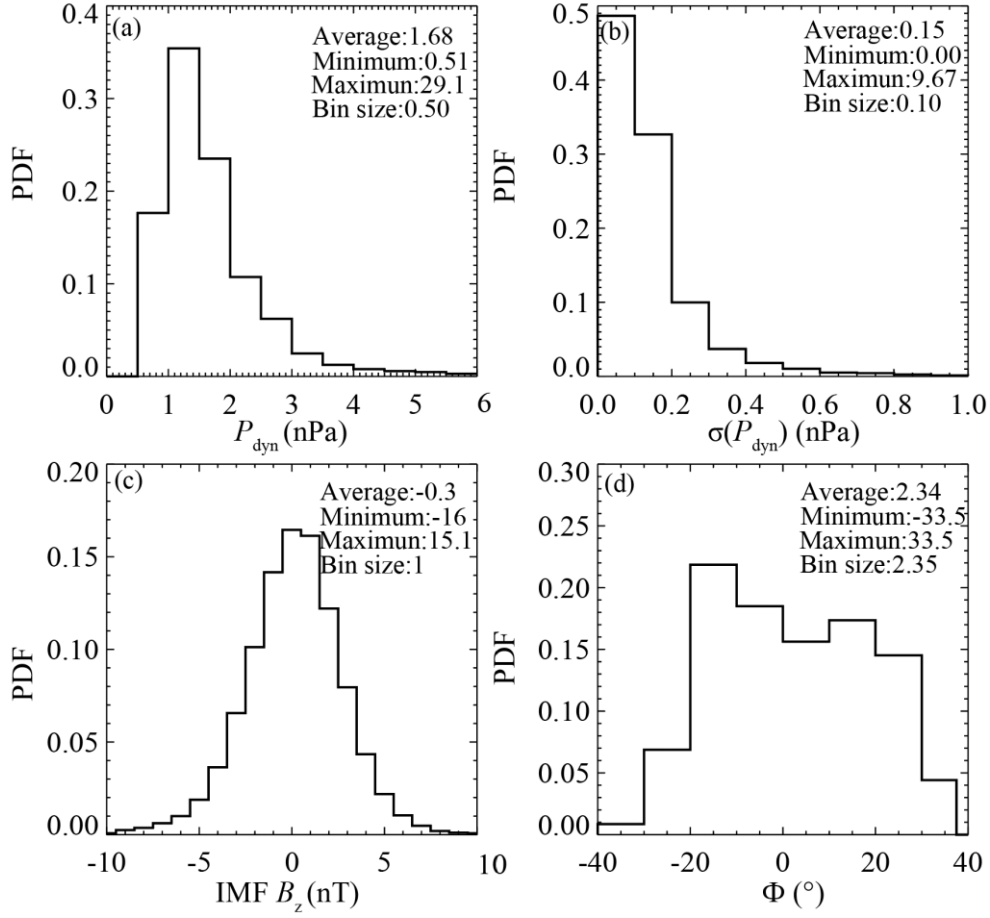 (a)
Average:1.68
Minimum:0.51
Maximun:29.1
Bin size:0.50
PDF
0.4
0.3
0.2
0.1
0.0
0 1 2 3 4 5 6
P_dyn (nPa)
(b)
Average:0.15
Minimum:0.00
Maximun:9.67
Bin size:0.10
PDF
0.5
0.4
0.3
0.2
0.1
0.0
0.0 0.2 0.4 0.6 0.8 1.0
σ(P_dyn) (nPa)
(c)
Average:-0.3
Minimum:-16
Maximun:15.1
Bin size:1
PDF
0.20
0.15
0.10
0.05
0.00
-10 -5 0 5 10
IMF B_z (nT)
(d)
Average:2.34
Minimum:-33.5
Maximun:33.5
Bin size:2.35
PDF
0.30
0.25
0.20
0.15
0.10
0.05
0.00
-40 -20 0 20 40
Φ (°)